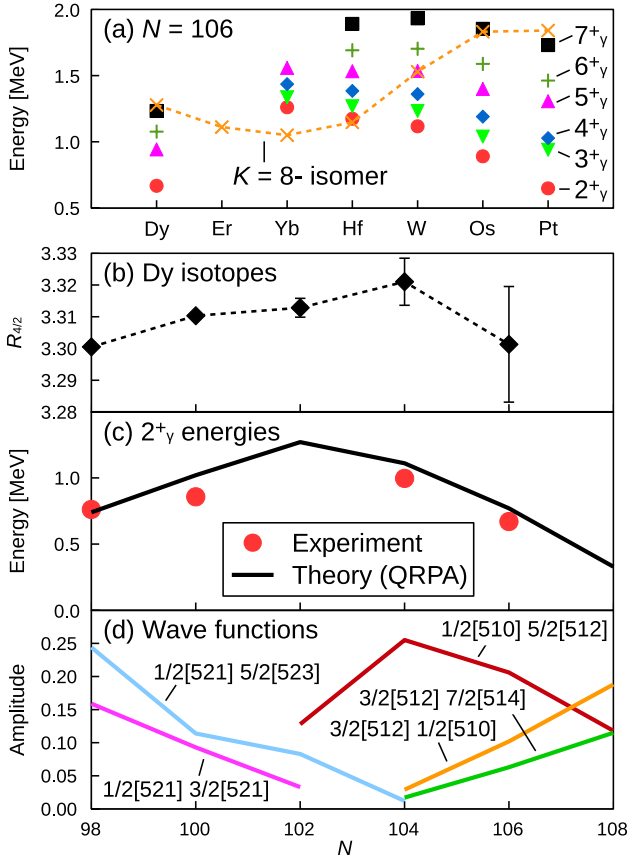 (a) N = 106
Energy [MeV]
2.0
1.5
1.0
0.5
7⁺γ
6⁺γ
5⁺γ
4⁺γ
3⁺γ
2⁺γ
K = 8- isomer
Dy Er Yb Hf W Os Pt
(b) Dy isotopes
R4/2
3.33
3.32
3.31
3.30
3.29
3.28
(c) 2⁺γ energies
Energy [MeV]
1.0
0.5
0.0
Experiment
Theory (QRPA)
(d) Wave functions
Amplitude
0.25
0.20
0.15
0.10
0.05
0.00
1/2[510] 5/2[512]
1/2[521] 5/2[523]
3/2[512] 7/2[514]
3/2[512] 1/2[510]
1/2[521] 3/2[521]
98 100 102 104 106 108
N